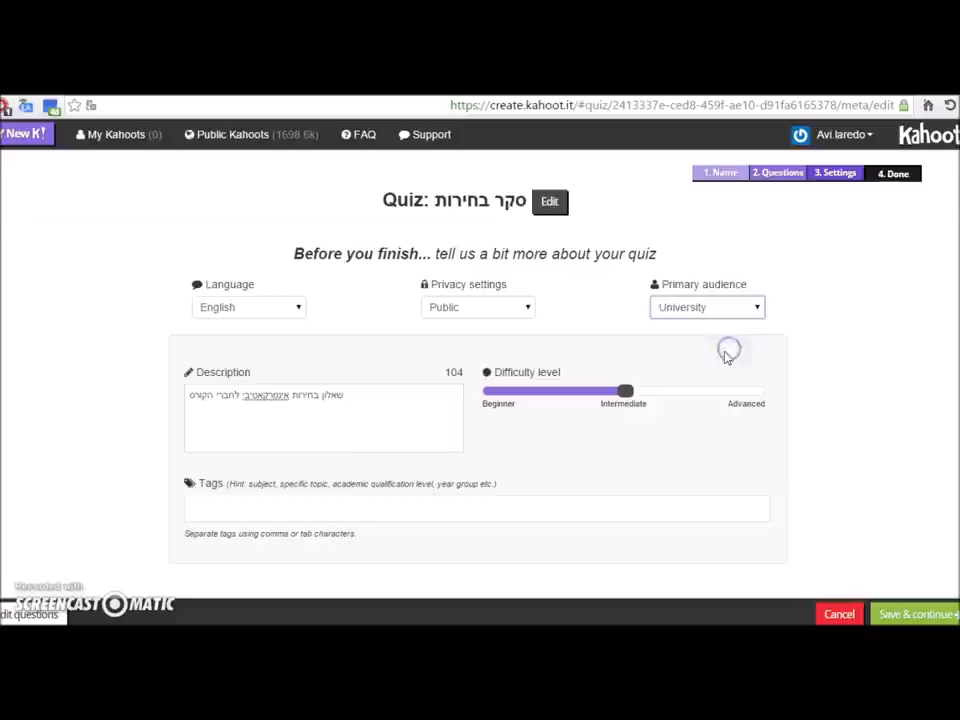 https://create.kahoot.it/#quiz/2413337e-ced8-459f-ae10-d91fa6165378/meta/edit
New K!
My Kahoots (0)
Public Kahoots (1698.6k)
FAQ
Support
Avi.laredo
Kahoot
1. Name
2. Questions
3. Settings
4. Done
Quiz: סקר בחירות
Edit
Before you finish... tell us a bit more about your quiz
Language
Privacy settings
Primary audience
English
Public
University
Description
104
Difficulty level
שאלון בחירות אינטרקאטיבי לחברי הקורס
Beginner
Intermediate
Advanced
Tags (Hint: subject, specific topic, academic qualification level, year group etc.)
Separate tags using comma or tab characters.
Recorded with
SCREENCAST-O-MATIC
dit questions
Cancel
Save & continue